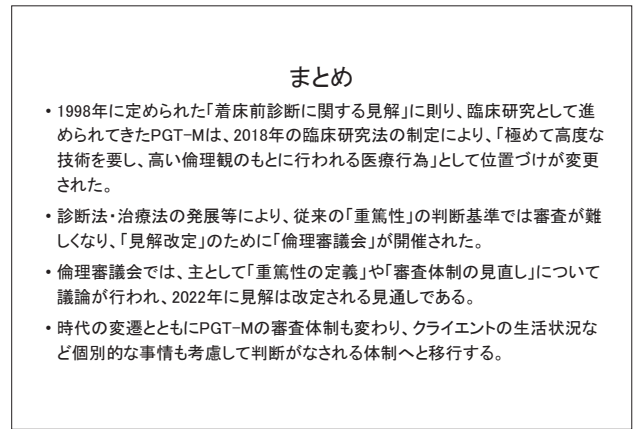 まとめ
• 1998年に定められた「着床前診断に関する見解」に則り、臨床研究として進
められてきたPGT-Mは、2018年の臨床研究法の制定により、「極めて高度な
技術を要し、高い倫理観のもとに行われる医療行為」として位置づけが変更
された。
• 診断法・治療法の発展等により、従来の「重篤性」の判断基準では審査が難
しくなり、「見解改定」のために「倫理審議会」が開催された。
• 倫理審議会では、主として「重篤性の定義」や「審査体制の見直し」について
議論が行われ、2022年に見解は改定される見通しである。
• 時代の変遷とともにPGT-Mの審査体制も変わり、クライエントの生活状況な
ど個別的な事情も考慮して判断がなされる体制へと移行する。